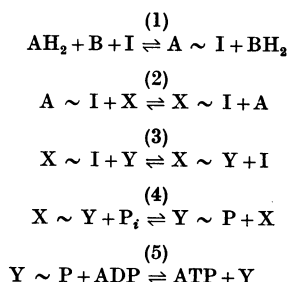 (1)
AH₂ + B + I ⇌ A ~ I + BH₂
(2)
A ~ I + X ⇌ X ~ I + A
(3)
X ~ I + Y ⇌ X ~ Y + I
(4)
X ~ Y + Pᵢ ⇌ Y ~ P + X
(5)
Y ~ P + ADP ⇌ ATP + Y